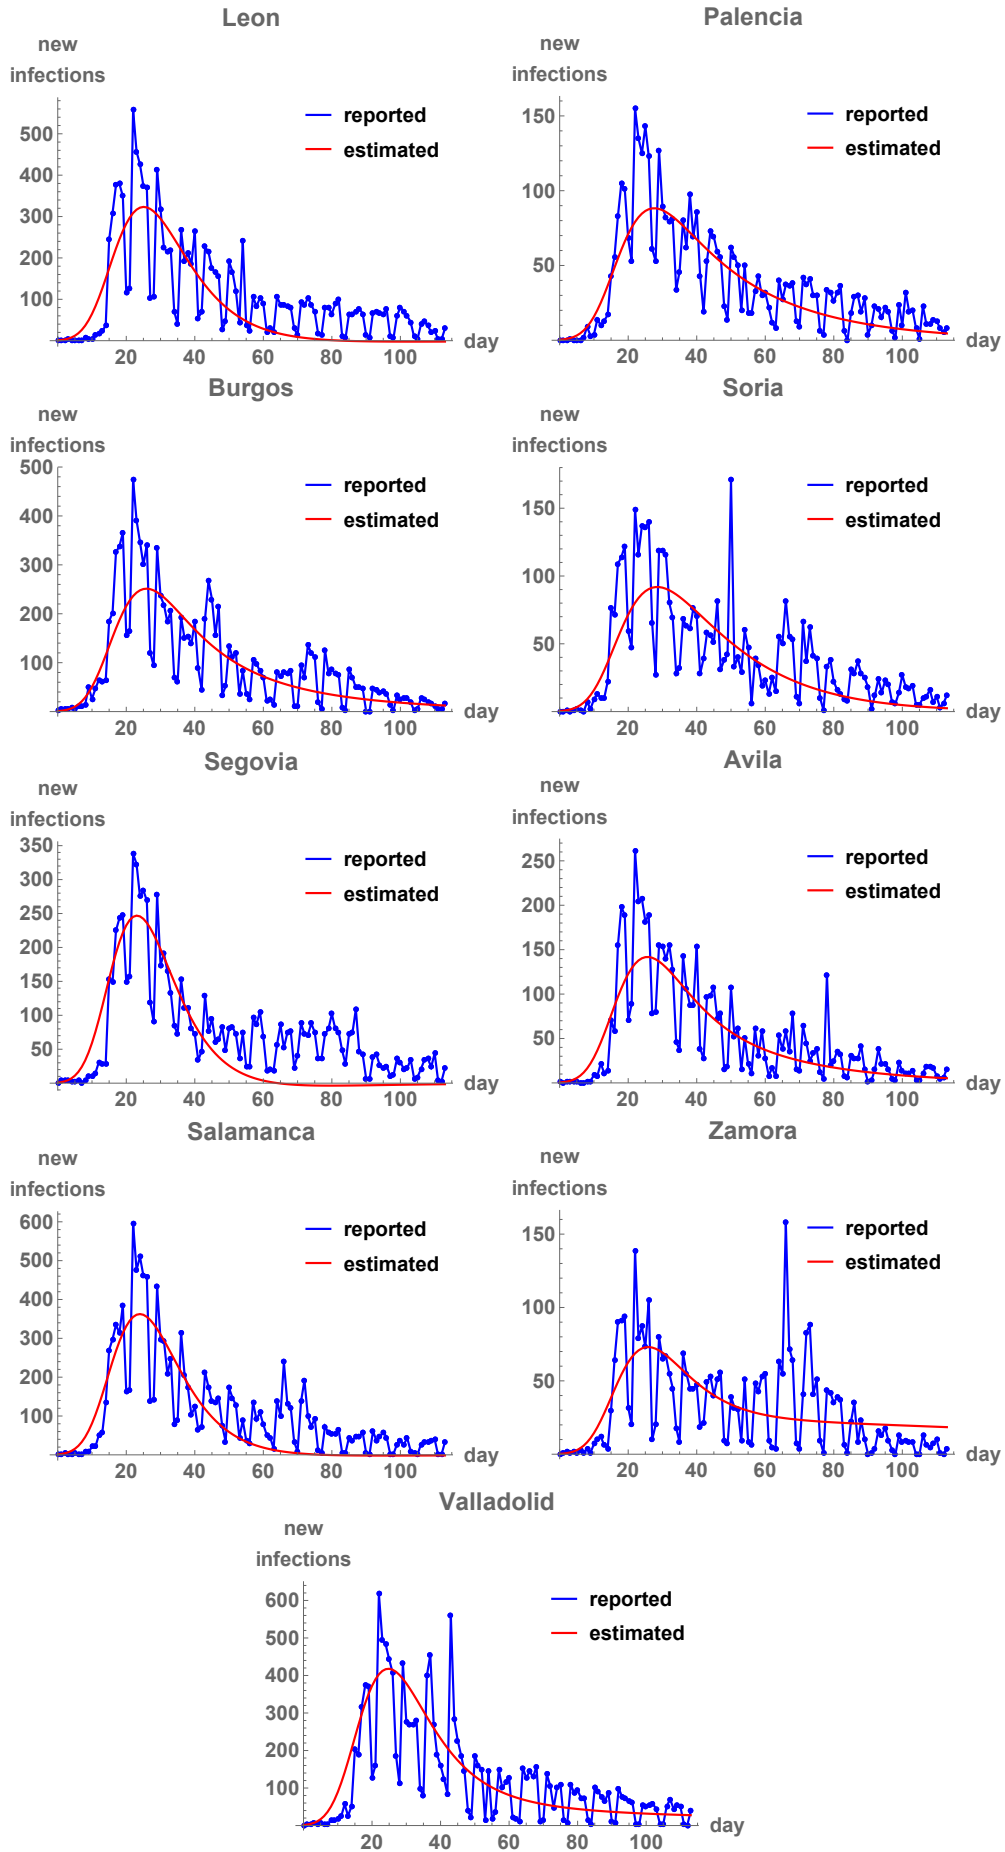 Leon
new
infections
reported
estimated
500
400
300
200
100
20
40
60
80
100
day
Palencia
new
infections
reported
estimated
150
100
50
20
40
60
80
100
day
Burgos
new
infections
reported
estimated
500
400
300
200
100
20
40
60
80
100
day
Soria
new
infections
reported
estimated
150
100
50
20
40
60
80
100
day
Segovia
new
infections
reported
estimated
350
300
250
200
150
100
50
20
40
60
80
100
day
Avila
new
infections
reported
estimated
250
200
150
100
50
20
40
60
80
100
day
Salamanca
new
infections
reported
estimated
600
500
400
300
200
100
20
40
60
80
100
day
Zamora
new
infections
reported
estimated
150
100
50
20
40
60
80
100
day
Valladolid
new
infections
reported
estimated
600
500
400
300
200
100
20
40
60
80
100
day